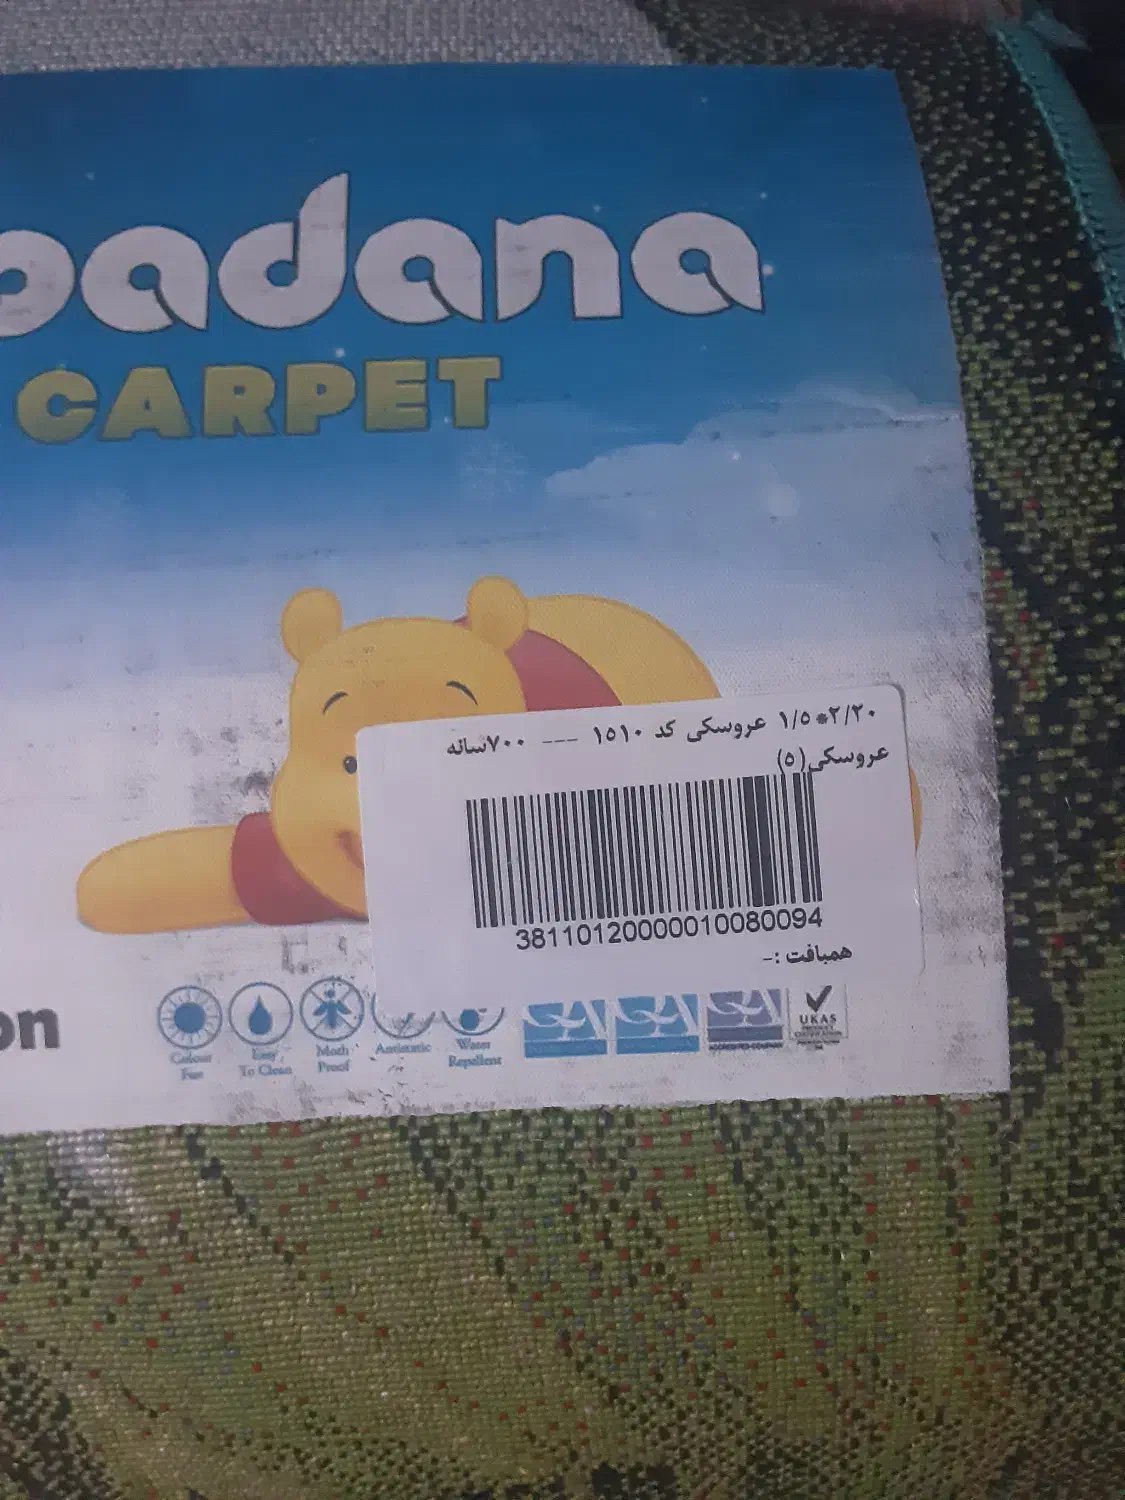 padana
CARPET
۱/۵*۲/۲۰ عروسکی کد ۱۵۱۰ --- ۷۰۰شانه
عروسکی(۵)
38110120000010080094
همبافت :-
on
Colour Fast
Easy To Clean
Moth Proof
Antistatic
Water Repellent
UKAS